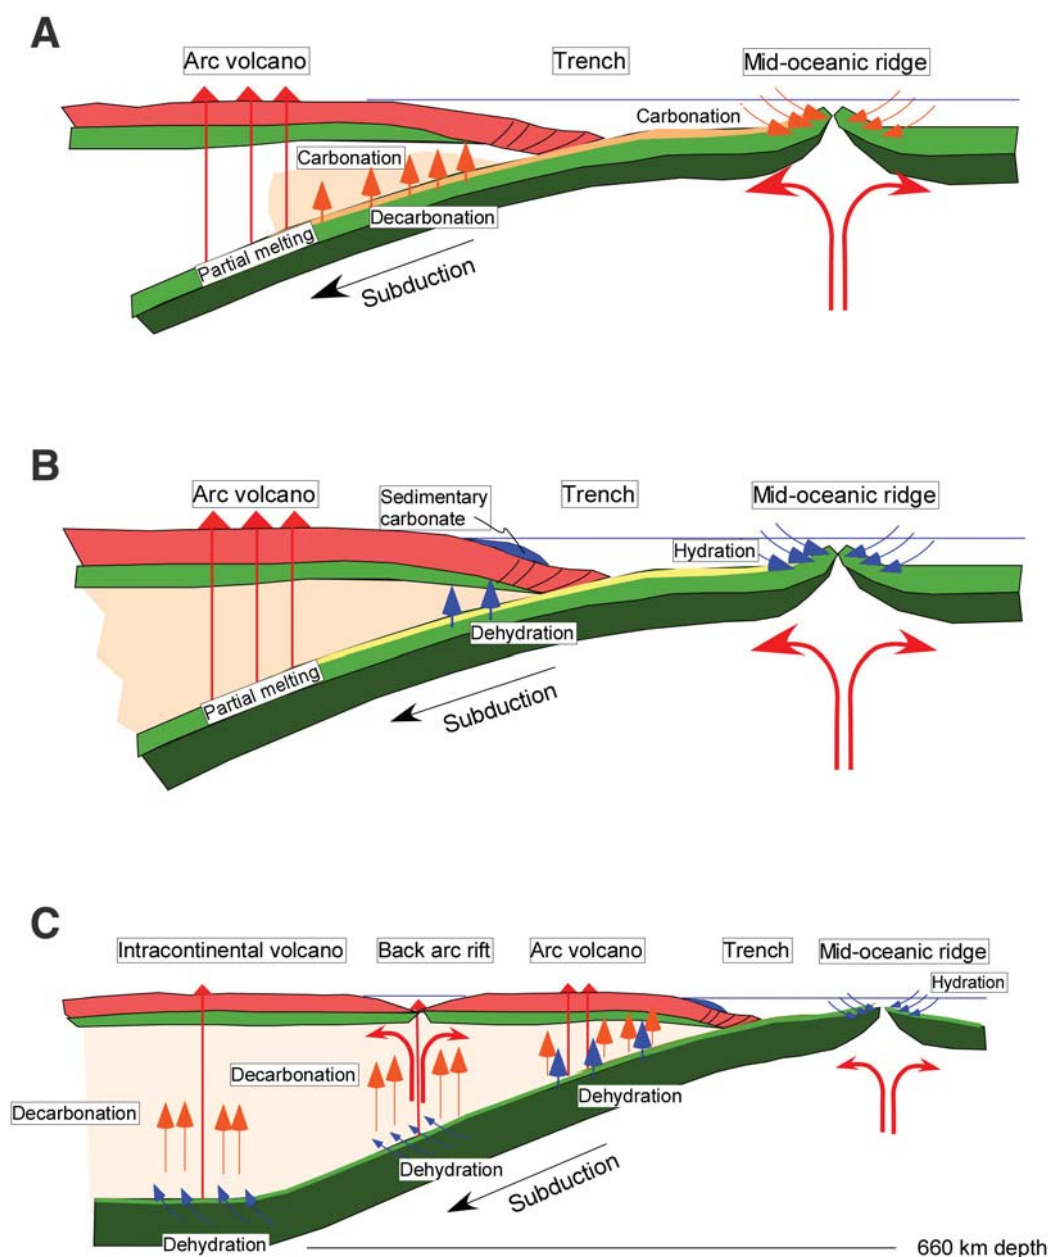 A
Arc volcano
Trench
Mid-oceanic ridge
Carbonation
Carbonation
Decarbonation
Partial melting
Subduction
B
Arc volcano
Sedimentary
carbonate
Trench
Mid-oceanic ridge
Hydration
Dehydration
Partial melting
Subduction
C
Intracontinental volcano
Back arc rift
Arc volcano
Trench
Mid-oceanic ridge
Hydration
Decarbonation
Dehydration
Decarbonation
Dehydration
Subduction
Dehydration
660 km depth